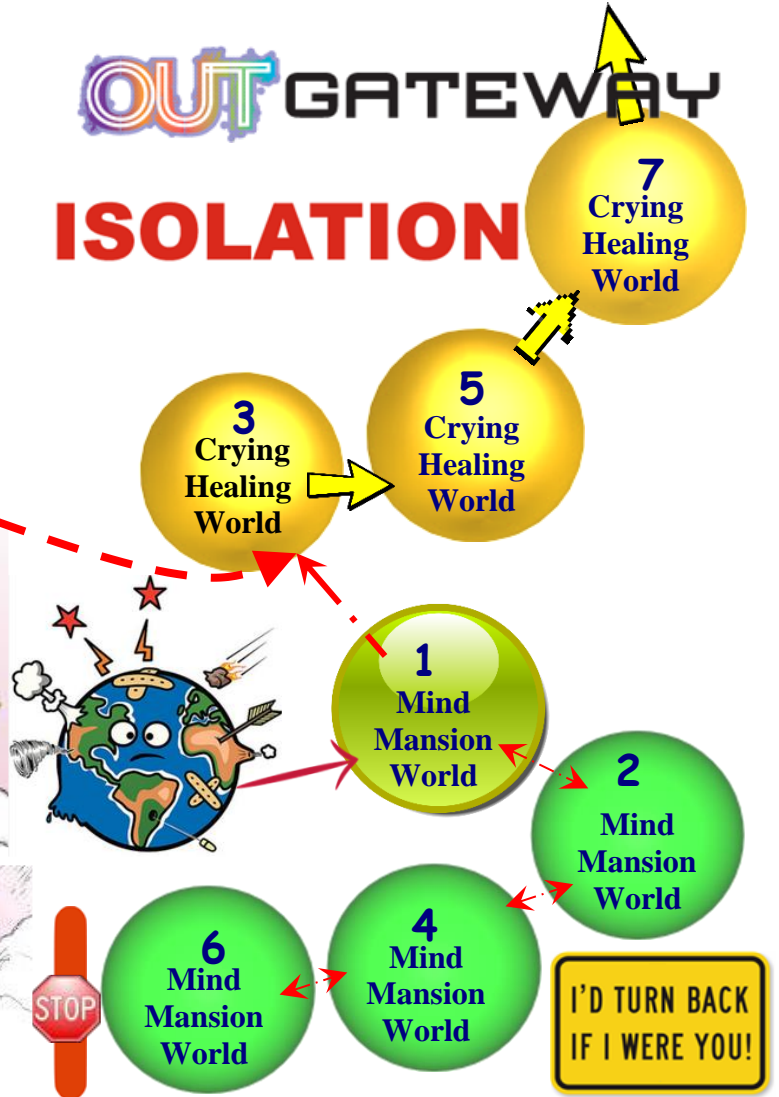 OUT GATEWAY
ISOLATION
7
Crying
Healing
World
5
Crying
Healing
World
3
Crying
Healing
World
1
Mind
Mansion
World
2
Mind
Mansion
World
4
Mind
Mansion
World
6
Mind
Mansion
World
STOP
I'D TURN BACK
IF I WERE YOU!